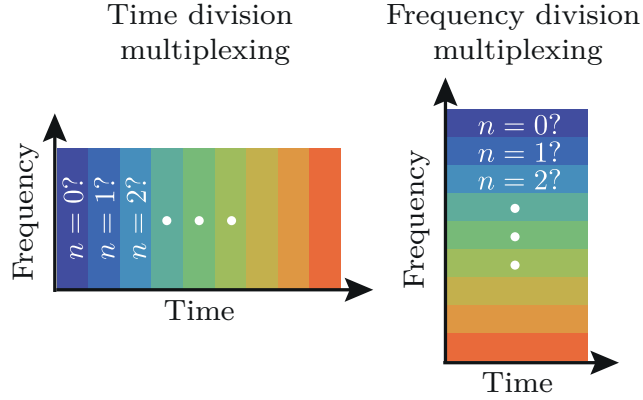 Time division
multiplexing
Frequency
n = 0?
n = 1?
n = 2?
Time
Frequency division
multiplexing
Frequency
n = 0?
n = 1?
n = 2?
Time